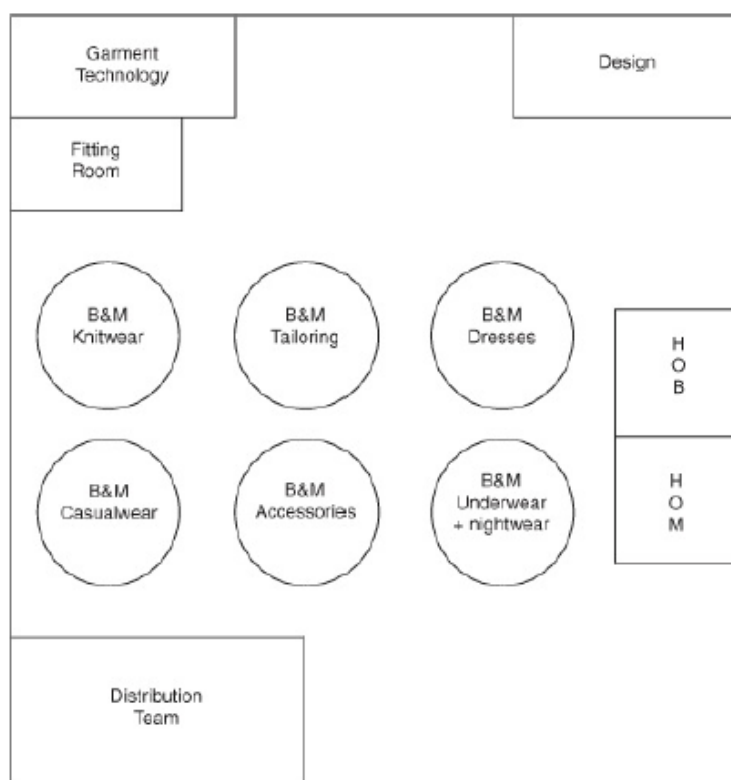 Garment
Technology
Design
Fitting
Room
B&M
Knitwear
B&M
Tailoring
B&M
Dresses
H
O
B
B&M
Casualwear
B&M
Accessories
B&M
Underwear
+ nightwear
H
O
M
Distribution
Team